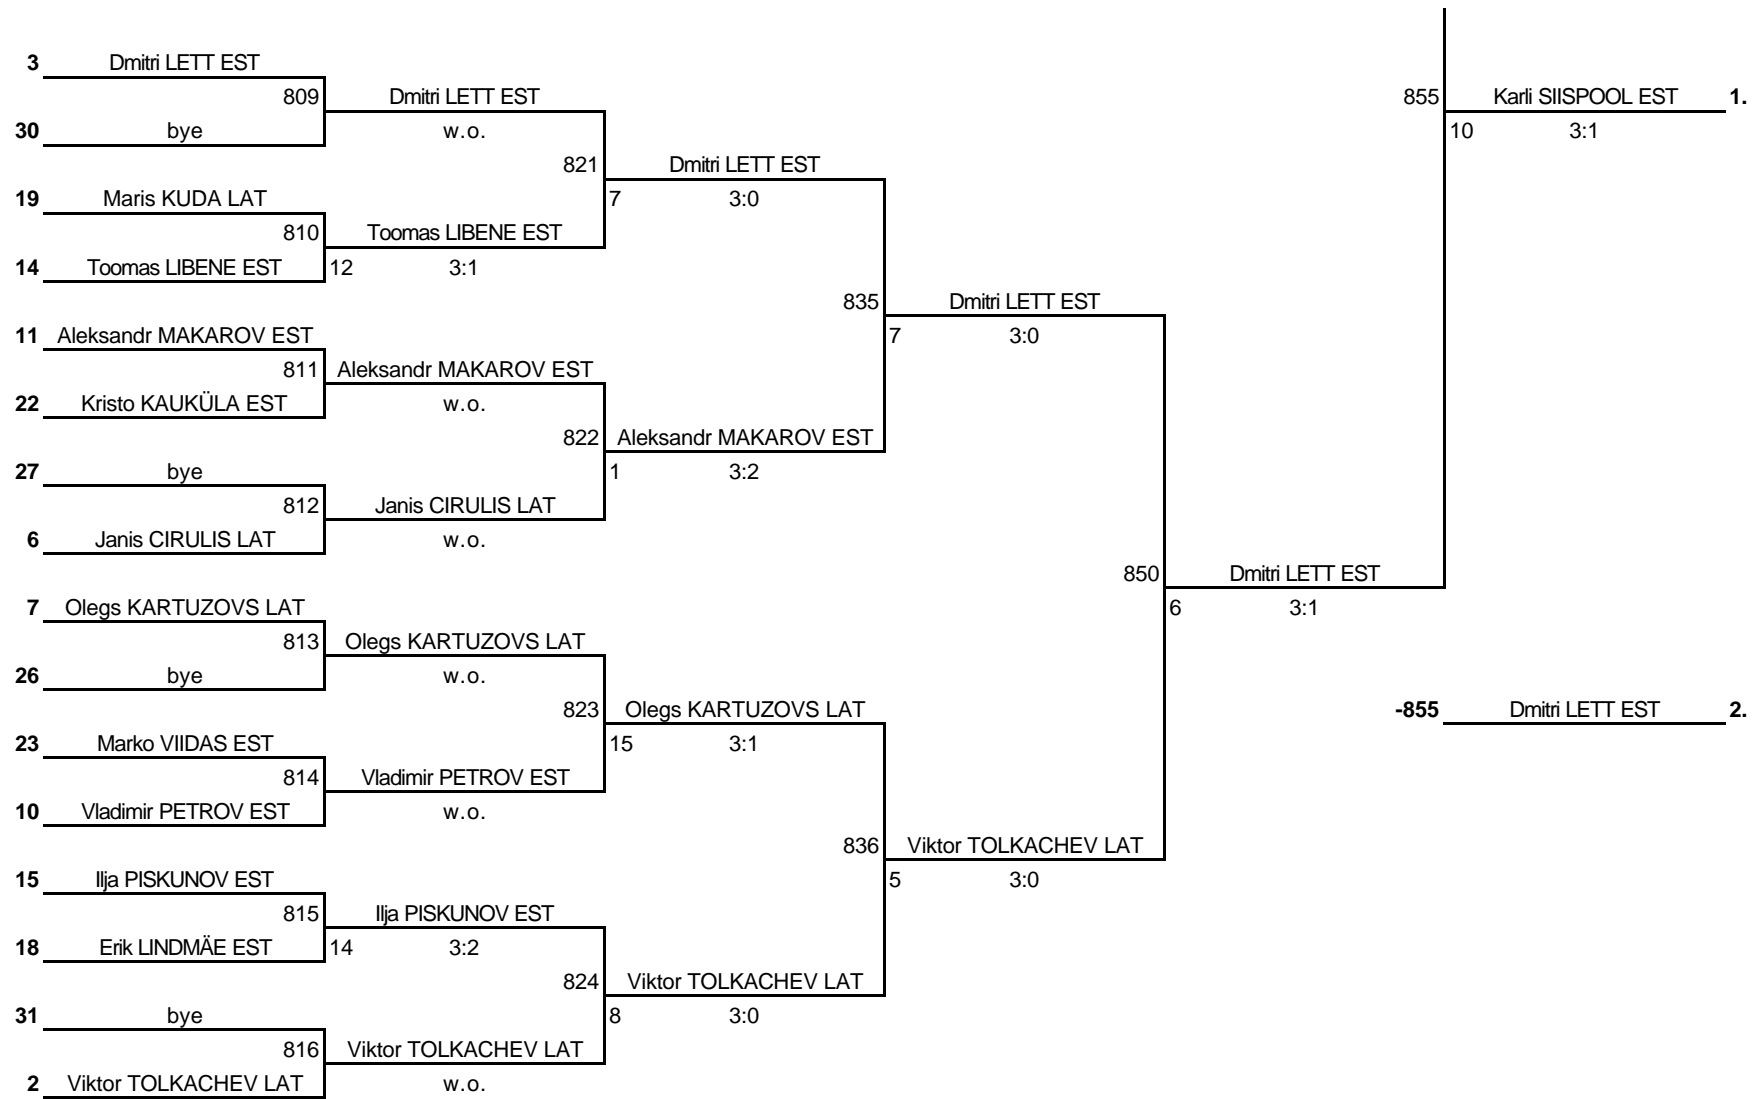 3 Dmitri LETT EST
809 Dmitri LETT EST 855 Karli SIISPOOL EST 1.
30 bye w.o. 10 3:1
821 Dmitri LETT EST
19 Maris KUDA LAT 7 3:0
810 Toomas LIBENE EST
14 Toomas LIBENE EST 12 3:1
835 Dmitri LETT EST
11 Aleksandr MAKAROV EST 7 3:0
811 Aleksandr MAKAROV EST
22 Kristo KAUKÜLA EST w.o.
822 Aleksandr MAKAROV EST
27 bye 1 3:2
812 Janis CIRULIS LAT
6 Janis CIRULIS LAT w.o.
850 Dmitri LETT EST
7 Olegs KARTUZOVS LAT 6 3:1
813 Olegs KARTUZOVS LAT
26 bye w.o.
823 Olegs KARTUZOVS LAT -855 Dmitri LETT EST 2.
23 Marko VIIDAS EST 15 3:1
814 Vladimir PETROV EST
10 Vladimir PETROV EST w.o.
836 Viktor TOLKACHEV LAT
15 Ilja PISKUNOV EST 5 3:0
815 Ilja PISKUNOV EST
18 Erik LINDMÄE EST 14 3:2
824 Viktor TOLKACHEV LAT
31 bye 8 3:0
816 Viktor TOLKACHEV LAT
2 Viktor TOLKACHEV LAT w.o.